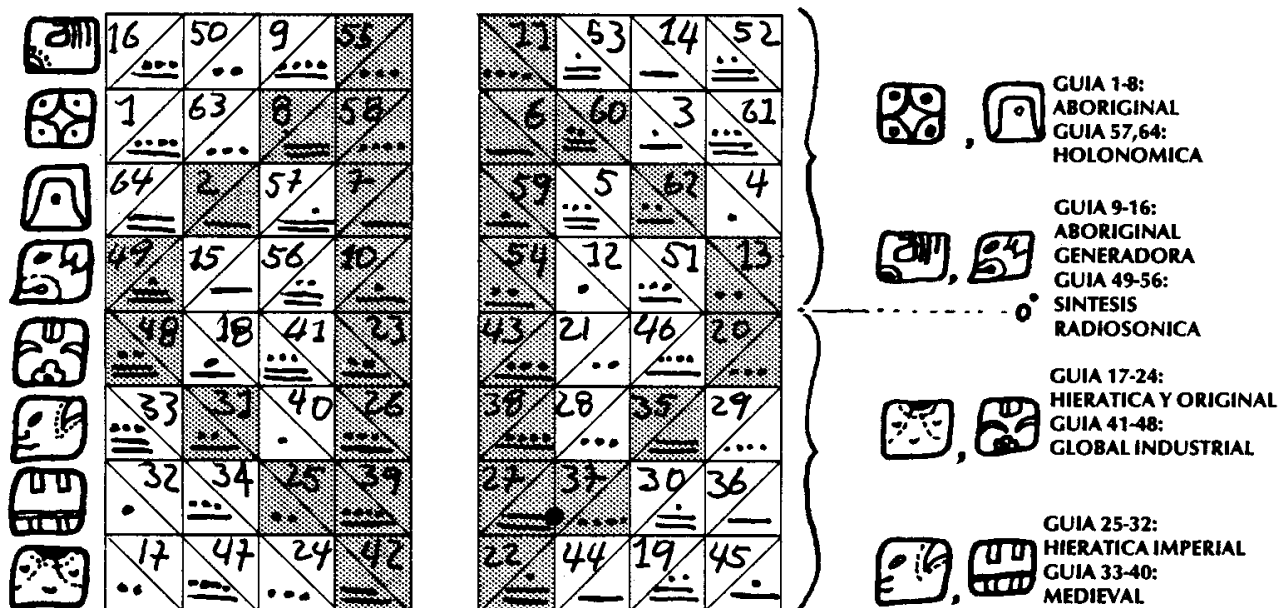 16 50 9 55 11 53 14 52
1 63 8 58 6 60 3 61
64 2 57 7 59 5 62 4
49 15 56 10 54 12 51 13
48 18 41 23 43 21 46 20
33 31 40 26 38 28 35 29
32 34 25 39 27 37 30 36
17 47 24 42 22 44 19 45
GUIA 1-8:
ABORIGINAL
GUIA 57,64:
HOLONOMICA
GUIA 9-16:
ABORIGINAL
GENERADORA
GUIA 49-56:
SINTESIS
RADIOSONICA
GUIA 17-24:
HIERATICA Y ORIGINAL
GUIA 41-48:
GLOBAL INDUSTRIAL
GUIA 25-32:
HIERATICA IMPERIAL
GUIA 33-40:
MEDIEVAL